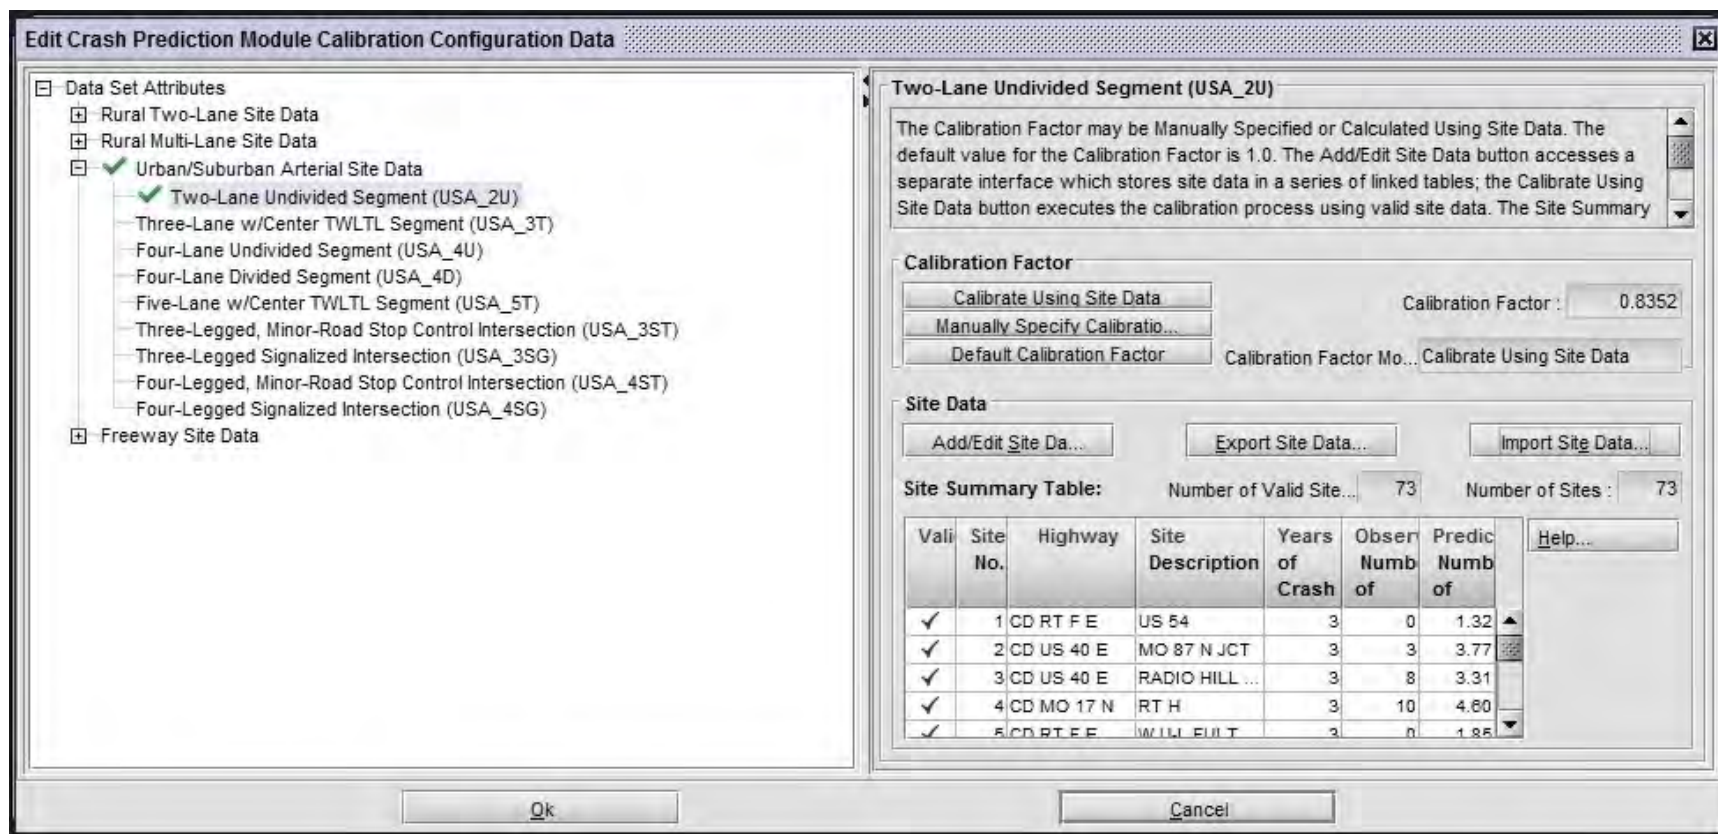 Edit Crash Prediction Module Calibration Configuration Data
Data Set Attributes
Rural Two-Lane Site Data
Rural Multi-Lane Site Data
Urban/Suburban Arterial Site Data
Two-Lane Undivided Segment (USA_2U)
Three-Lane w/Center TWLTL Segment (USA_3T)
Four-Lane Undivided Segment (USA_4U)
Four-Lane Divided Segment (USA_4D)
Five-Lane w/Center TWLTL Segment (USA_5T)
Three-Legged, Minor-Road Stop Control Intersection (USA_3ST)
Three-Legged Signalized Intersection (USA_3SG)
Four-Legged, Minor-Road Stop Control Intersection (USA_4ST)
Four-Legged Signalized Intersection (USA_4SG)
Freeway Site Data
Two-Lane Undivided Segment (USA_2U)
The Calibration Factor may be Manually Specified or Calculated Using Site Data. The
default value for the Calibration Factor is 1.0. The Add/Edit Site Data button accesses a
separate interface which stores site data in a series of linked tables; the Calibrate Using
Site Data button executes the calibration process using valid site data. The Site Summary
Calibration Factor
Calibrate Using Site Data
Calibration Factor : 0.8352
Manually Specify Calibratio...
Default Calibration Factor
Calibration Factor Mo... Calibrate Using Site Data
Site Data
Add/Edit Site Da... Export Site Data... Import Site Data...
Site Summary Table: Number of Valid Site... 73 Number of Sites : 73
Vali Site Highway Site Years Obser Predic
No. Description of Numb Numb
Crash of of
Help...
1 CD RT F E US 54 3 0 1.32
2 CD US 40 E MO 87 N JCT 3 3 3.77
3 CD US 40 E RADIO HILL ... 3 8 3.31
4 CD MO 17 N RT H 3 10 4.60
5 CD RT F E 3 0 1.85
Ok Cancel